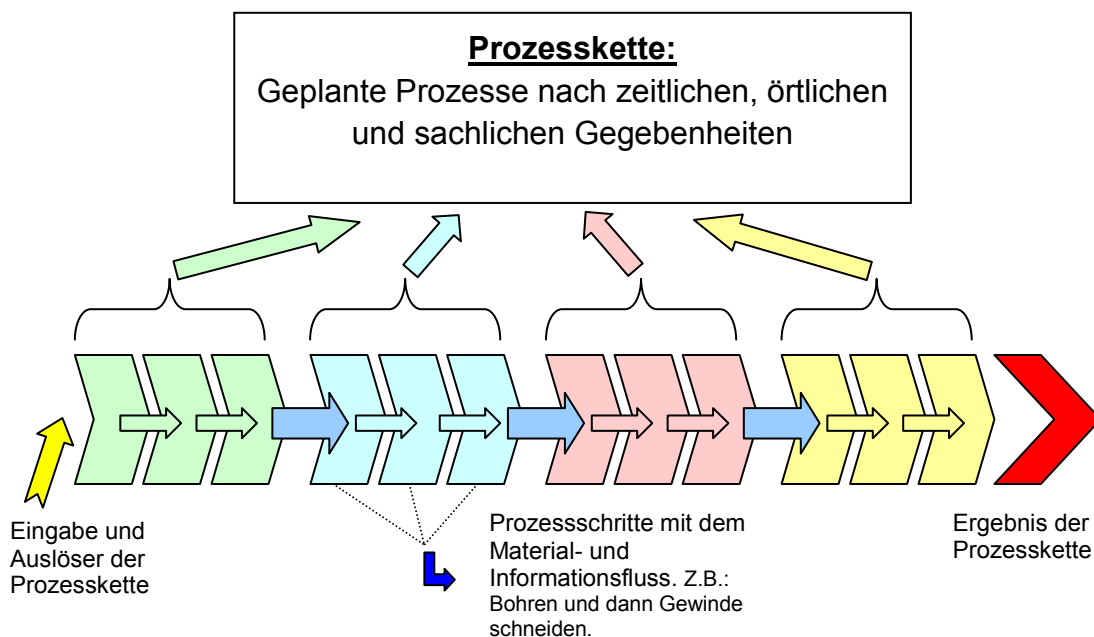 Prozesskette:
Geplante Prozesse nach zeitlichen, örtlichen
und sachlichen Gegebenheiten
Eingabe und
Auslöser der
Prozesskette
Prozessschritte mit dem
Material- und
Informationsfluss. Z.B.:
Bohren und dann Gewinde
schneiden.
Ergebnis der
Prozesskette